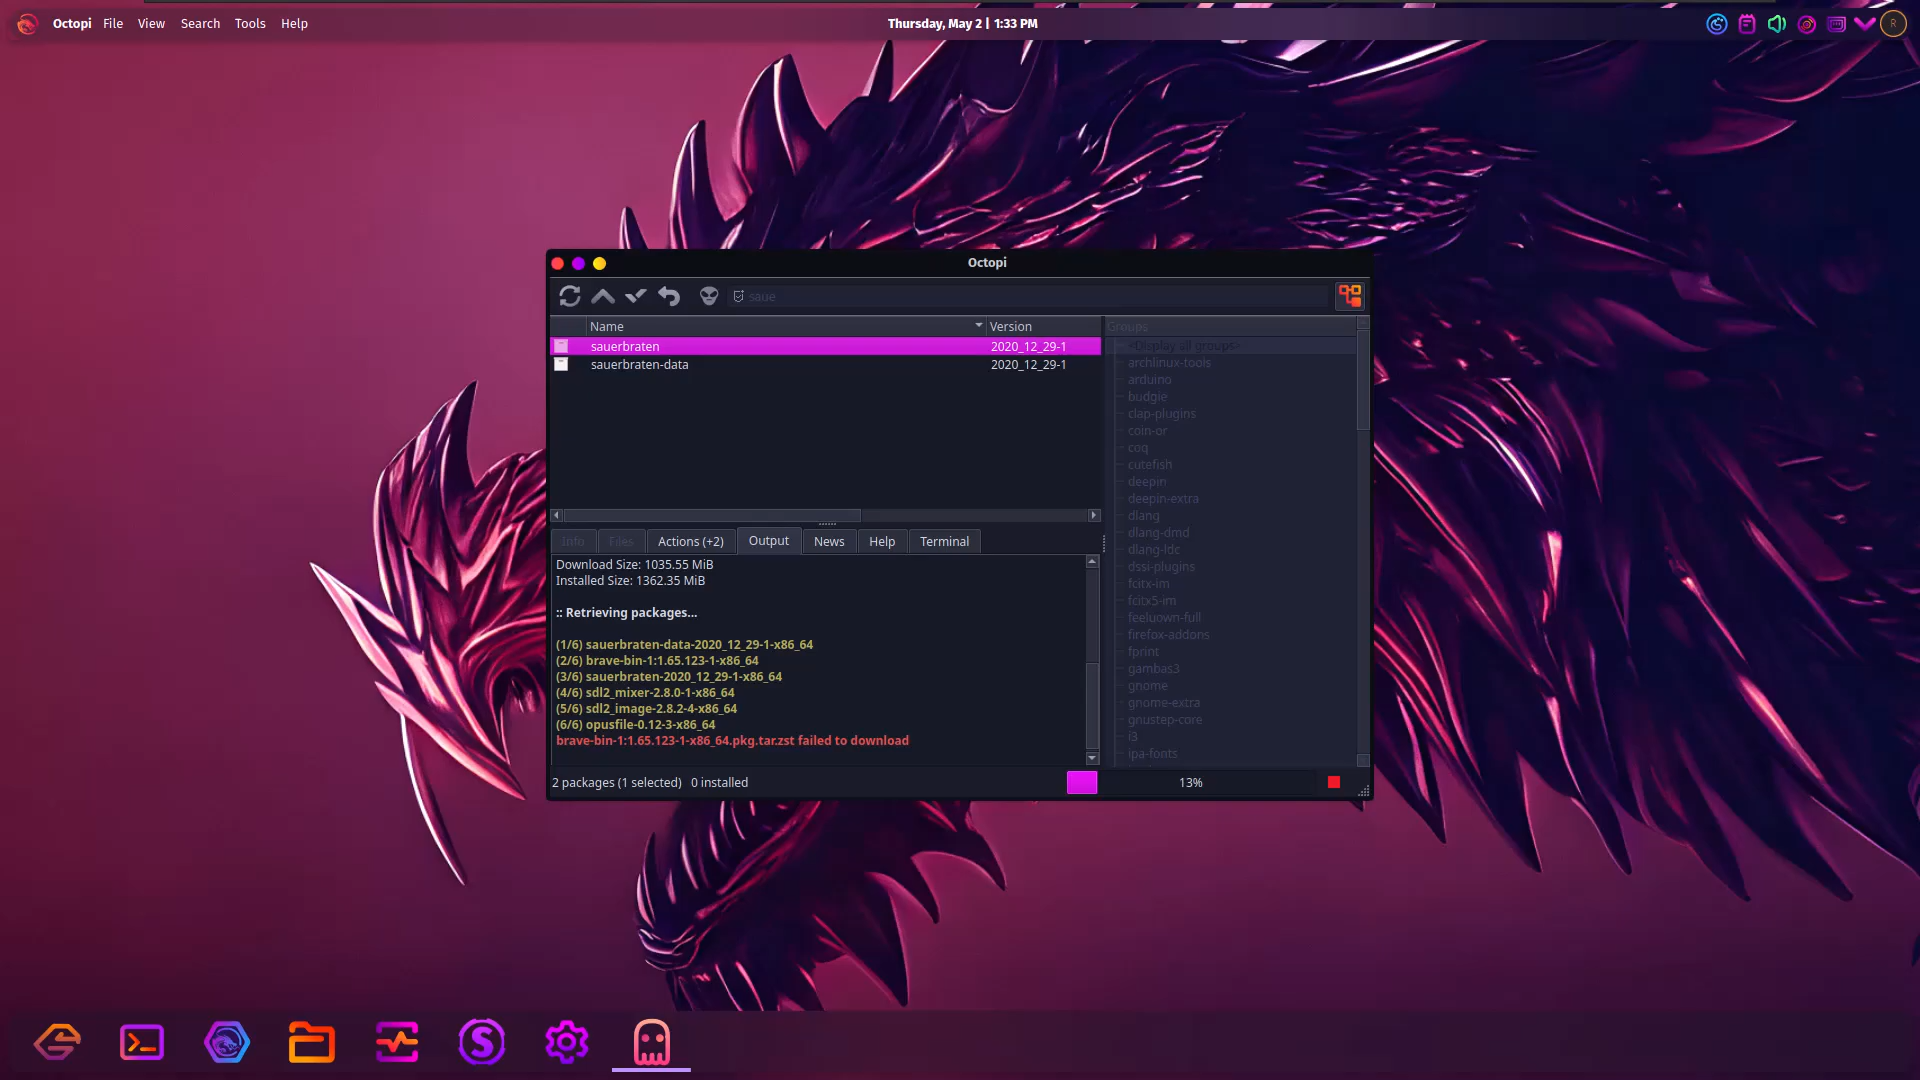 Octopi File View Search Tools Help
Thursday, May 2 | 1:33 PM
R
Octopi
saue
Name Version
sauerbraten 2020_12_29-1
sauerbraten-data 2020_12_29-1
Groups
<Display all groups>
archlinux-tools
arduino
budgie
clap-plugins
coin-or
coq
cutefish
deepin
deepin-extra
dlang
dlang-dmd
dlang-ldc
dssi-plugins
fcitx-im
fcitx5-im
feeluown-full
firefox-addons
fprint
gambas3
gnome
gnome-extra
gnustep-core
i3
ipa-fonts
Info Files Actions (+2) Output News Help Terminal
Download Size: 1035.55 MiB
Installed Size: 1362.35 MiB
:: Retrieving packages...
(1/6) sauerbraten-data-2020_12_29-1-x86_64
(2/6) brave-bin-1:1.65.123-1-x86_64
(3/6) sauerbraten-2020_12_29-1-x86_64
(4/6) sdl2_mixer-2.8.0-1-x86_64
(5/6) sdl2_image-2.8.2-4-x86_64
(6/6) opusfile-0.12-3-x86_64
brave-bin-1:1.65.123-1-x86_64.pkg.tar.zst failed to download
2 packages (1 selected) 0 installed
13%